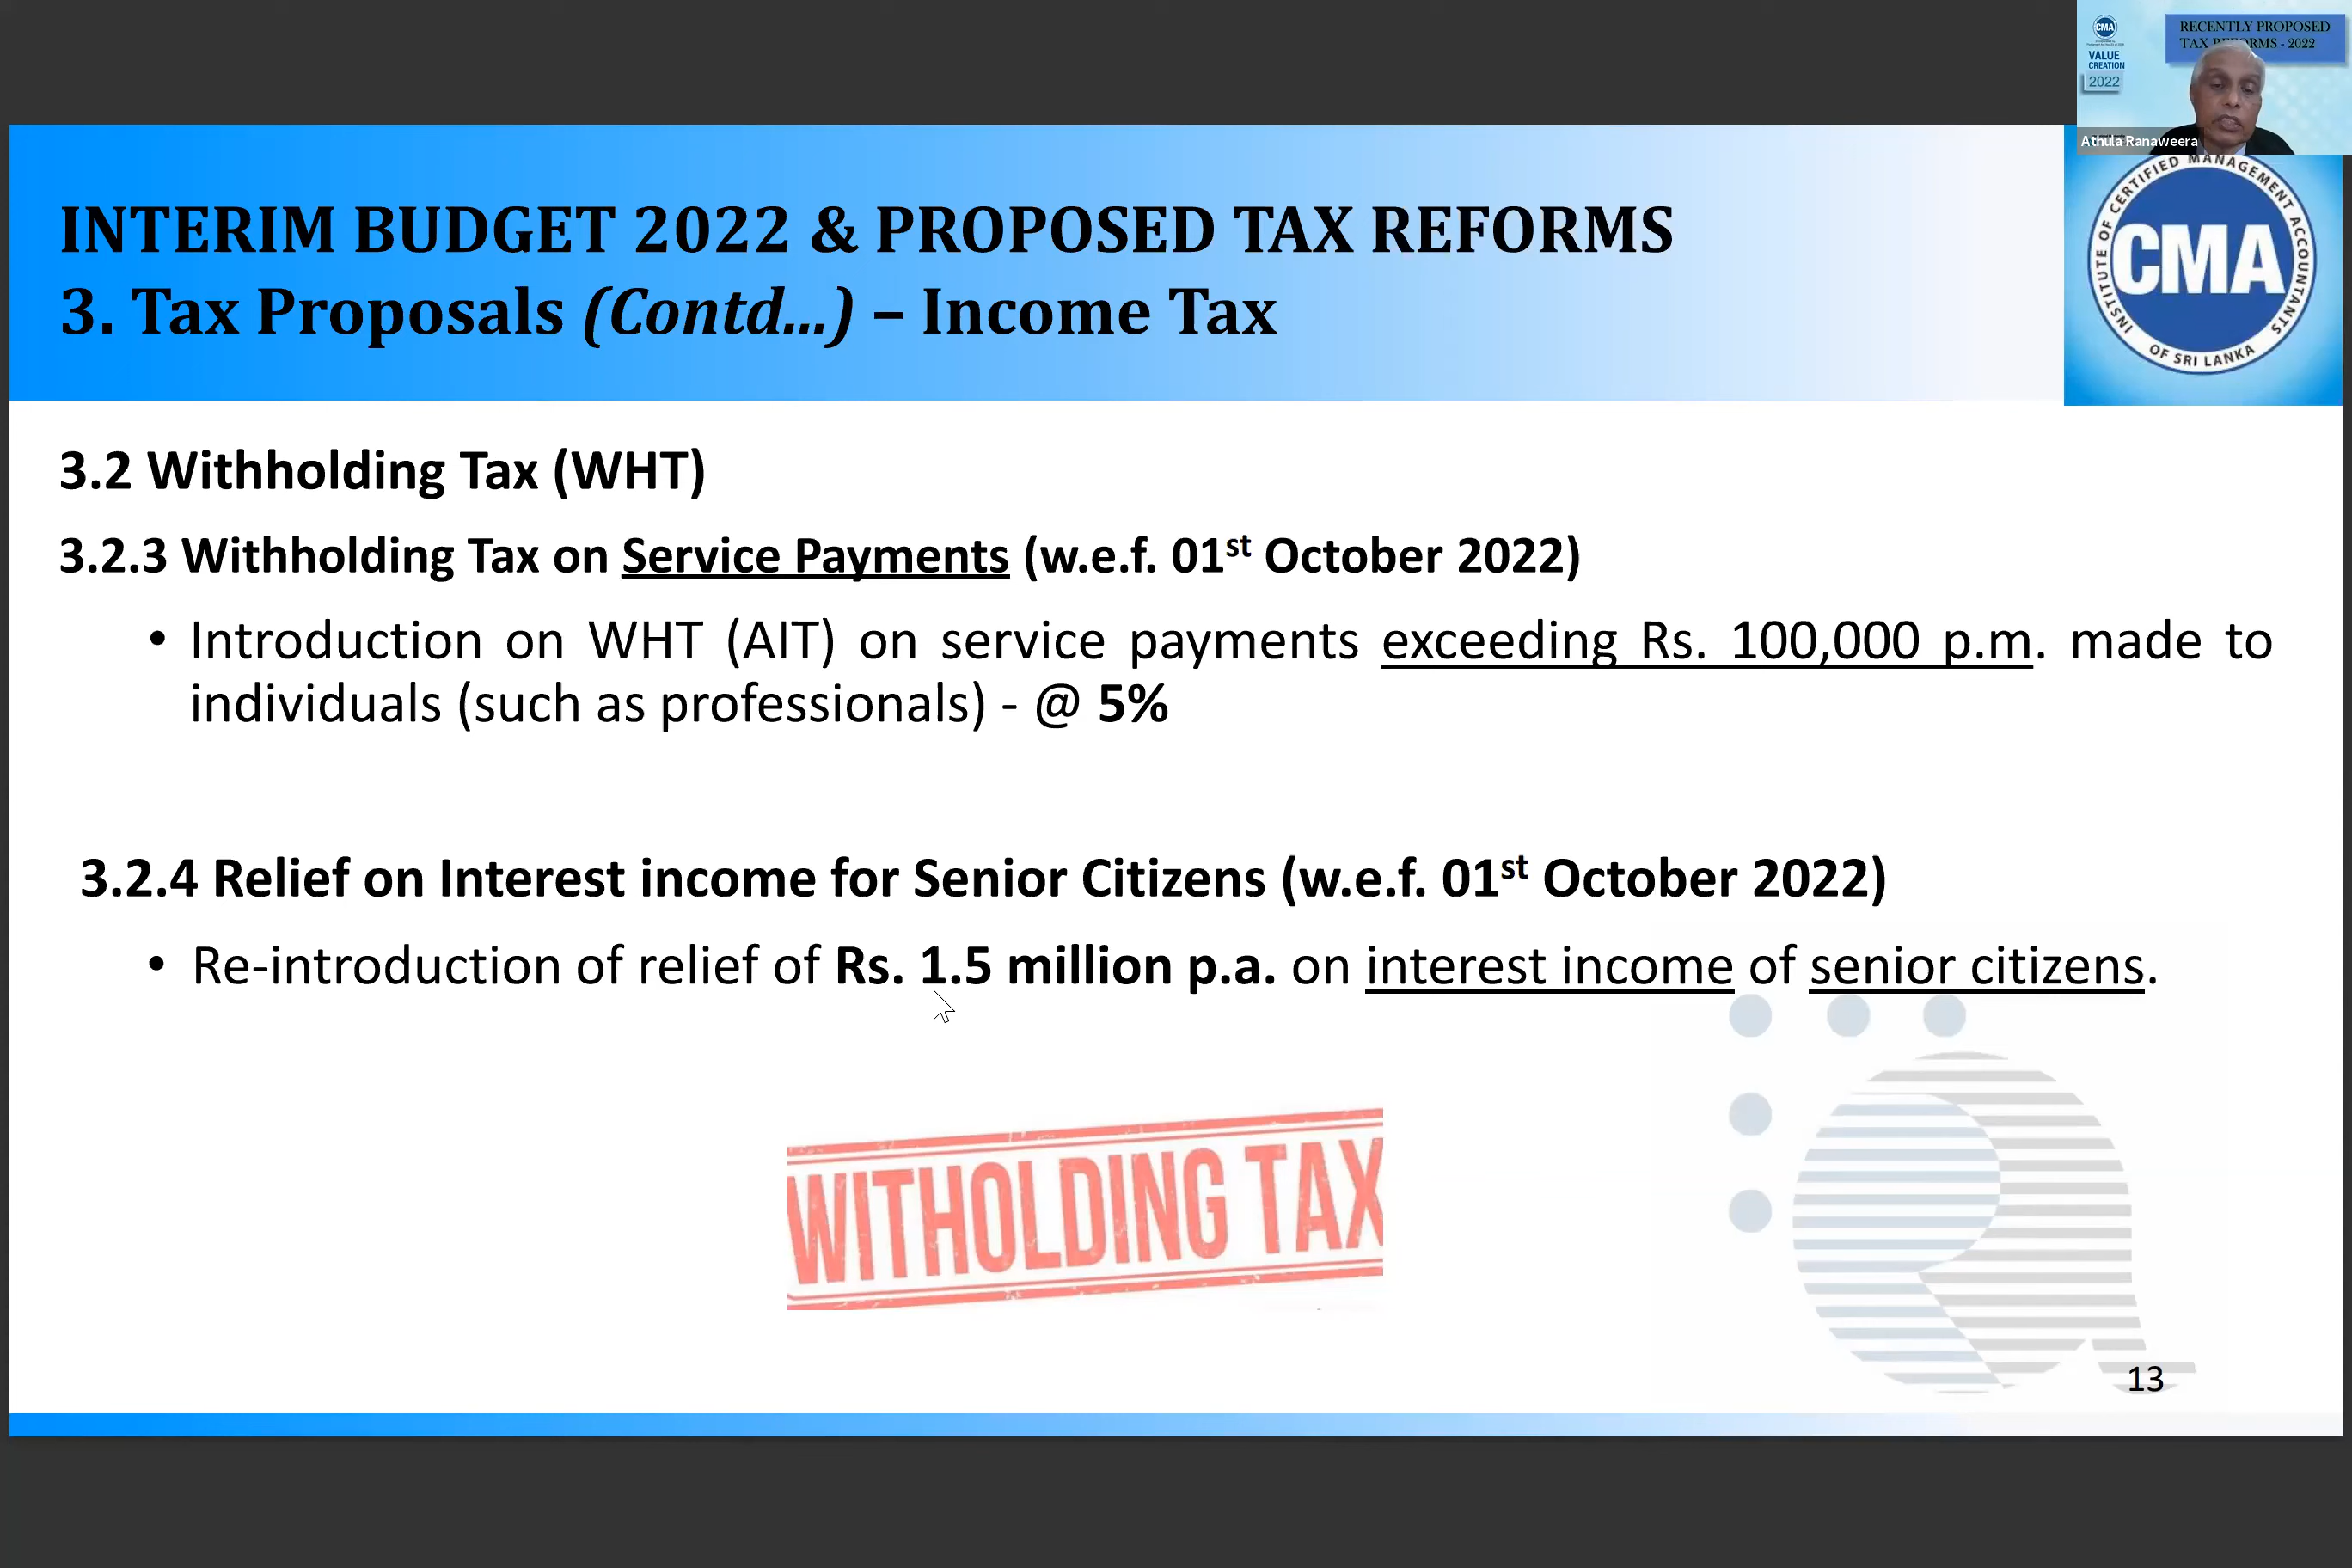 CMA
VALUE
CREATION
2022
RECENTLY PROPOSED
TAX REFORMS - 2022
Athula Ranaweera
INSTITUTE OF CERTIFIED MANAGEMENT ACCOUNTANTS
CMA
OF SRI LANKA
INTERIM BUDGET 2022 & PROPOSED TAX REFORMS
3. Tax Proposals (Contd...) – Income Tax
3.2 Withholding Tax (WHT)
3.2.3 Withholding Tax on Service Payments (w.e.f. 01st October 2022)
• Introduction on WHT (AIT) on service payments exceeding Rs. 100,000 p.m. made to
individuals (such as professionals) - @ 5%
3.2.4 Relief on Interest income for Senior Citizens (w.e.f. 01st October 2022)
• Re-introduction of relief of Rs. 1.5 million p.a. on interest income of senior citizens.
WITHOLDING TAX
13